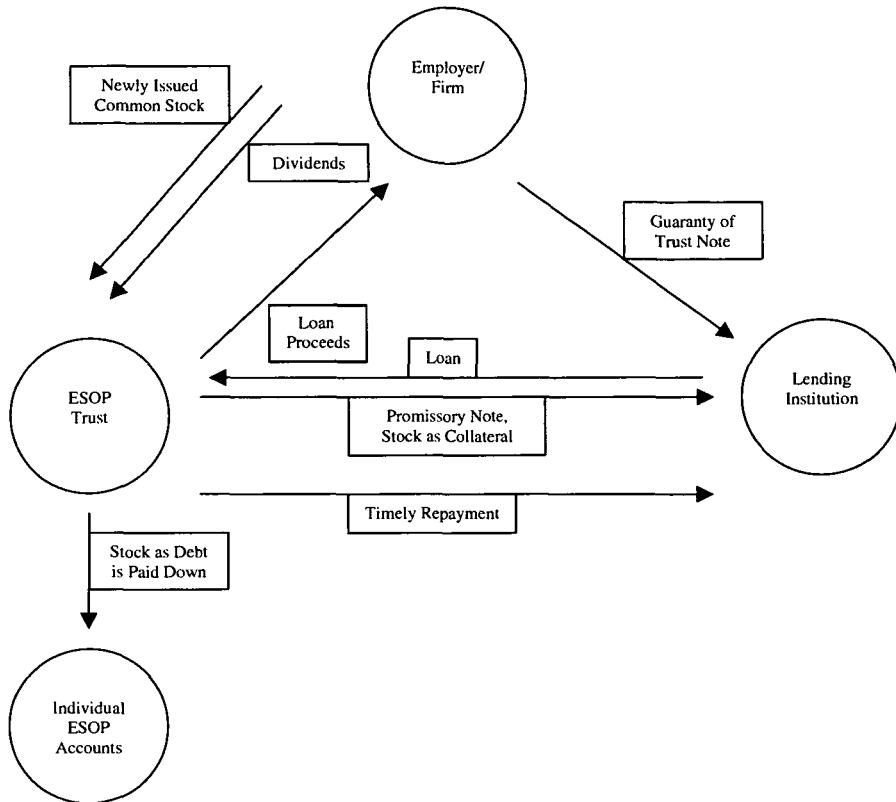 Employer/
Firm
Newly Issued
Common Stock
Dividends
Guaranty of
Trust Note
Loan
Proceeds
Loan
ESOP
Trust
Lending
Institution
Promissory Note,
Stock as Collateral
Timely Repayment
Stock as Debt
is Paid Down
Individual
ESOP
Accounts